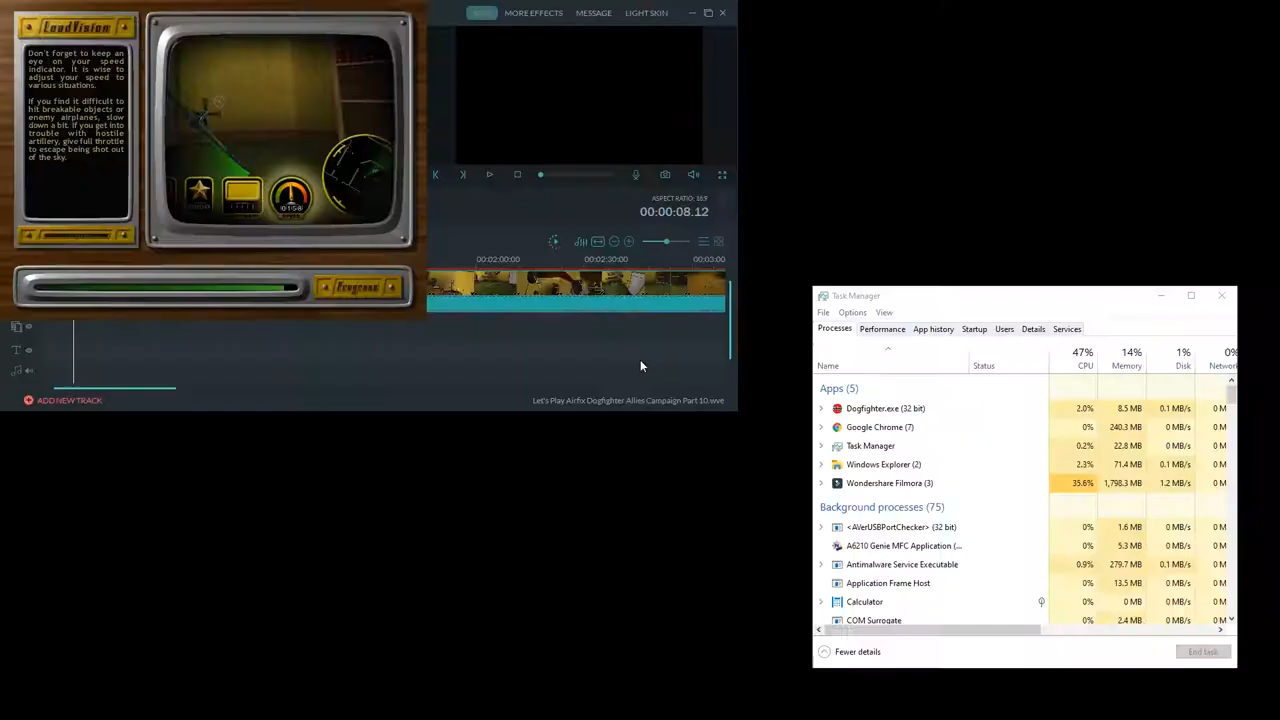 LoadVision
Don't forget to keep an
eye on your speed
indicator. It is wise to
adjust your speed to
various situations.
If you find it difficult to
hit breakable objects or
enemy airplanes, slow
down a bit. If you get into
trouble with hostile
artillery, give full throttle
to escape being shot out
of the sky.
Progress
MORE EFFECTS MESSAGE LIGHT SKIN
ASPECT RATIO: 16:9
00:00:08.12
00:02:00:00 00:02:30:00 00:03:00
ADD NEW TRACK
Let's Play Airfix Dogfighter Allies Campaign Part 10.wve
Task Manager
File Options View
Processes Performance App history Startup Users Details Services
47% 14% 1% 0%
Name Status CPU Memory Disk Network
Apps (5)
Dogfighter.exe (32 bit) 2.0% 8.5 MB 0.1 MB/s 0 M
Google Chrome (7) 0% 240.3 MB 0 MB/s 0 M
Task Manager 0.2% 22.8 MB 0 MB/s 0 M
Windows Explorer (2) 2.3% 71.4 MB 0.1 MB/s 0 M
Wondershare Filmora (3) 35.6% 1,798.3 MB 1.2 MB/s 0 M
Background processes (75)
<AVerUSBPortChecker> (32 bit) 0% 1.6 MB 0 MB/s 0 M
A6210 Genie MFC Application (... 0% 5.3 MB 0 MB/s 0 M
Antimalware Service Executable 0.9% 279.7 MB 0.1 MB/s 0 M
Application Frame Host 0% 13.5 MB 0 MB/s 0 M
Calculator 0% 0 MB 0 MB/s 0 M
COM Surrogate 0% 2.4 MB 0 MB/s 0 M
Fewer details
End task